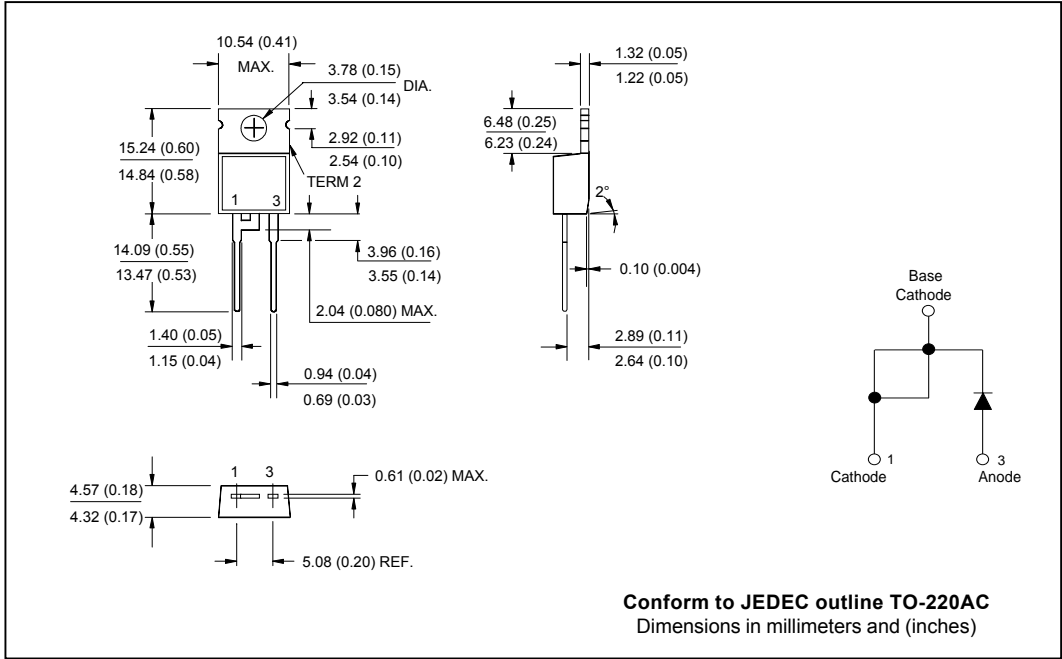 10.54 (0.41)
MAX.
3.78 (0.15)
3.54 (0.14)
DIA.
1.32 (0.05)
1.22 (0.05)
15.24 (0.60)
14.84 (0.58)
2.92 (0.11)
2.54 (0.10)
TERM 2
1 3
6.48 (0.25)
6.23 (0.24)
2°
14.09 (0.55)
13.47 (0.53)
3.96 (0.16)
3.55 (0.14)
0.10 (0.004)
2.04 (0.080) MAX.
1.40 (0.05)
1.15 (0.04)
2.89 (0.11)
2.64 (0.10)
0.94 (0.04)
0.69 (0.03)
Base
Cathode
1
Cathode
3
Anode
1 3
4.57 (0.18)
4.32 (0.17)
0.61 (0.02) MAX.
5.08 (0.20) REF.
Conform to JEDEC outline TO-220AC
Dimensions in millimeters and (inches)